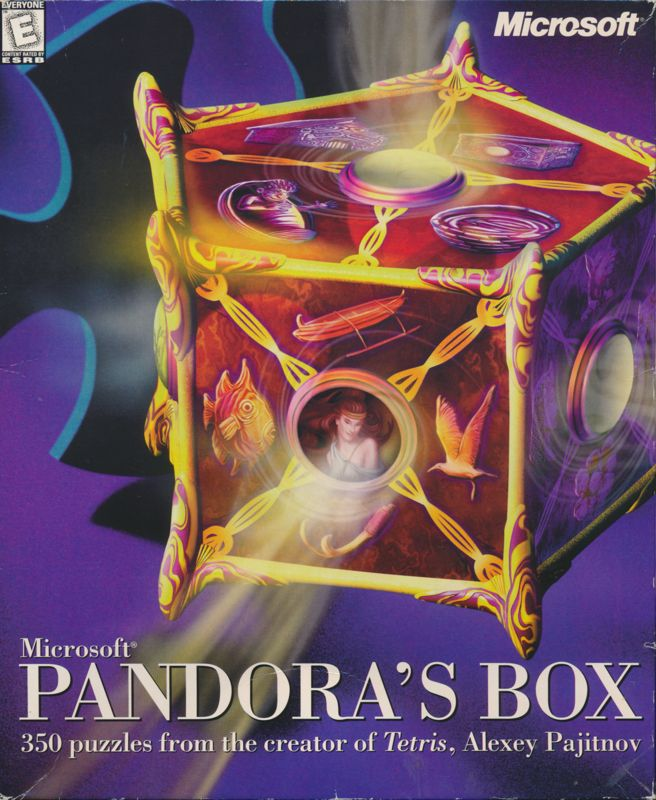 EVERYONE
E
CONTENT RATED BY
ESRB
Microsoft®
Microsoft®
PANDORA'S BOX
350 puzzles from the creator of Tetris, Alexey Pajitnov